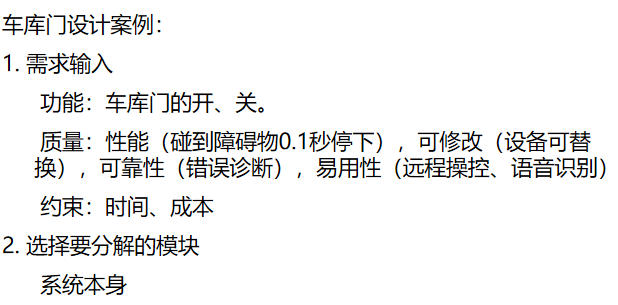 车库门设计案例：
1. 需求输入
功能：车库门的开、关。
质量：性能（碰到障碍物0.1秒停下），可修改（设备可替
换），可靠性（错误诊断），易用性（远程操控、语音识别）
约束：时间、成本
2. 选择要分解的模块
系统本身